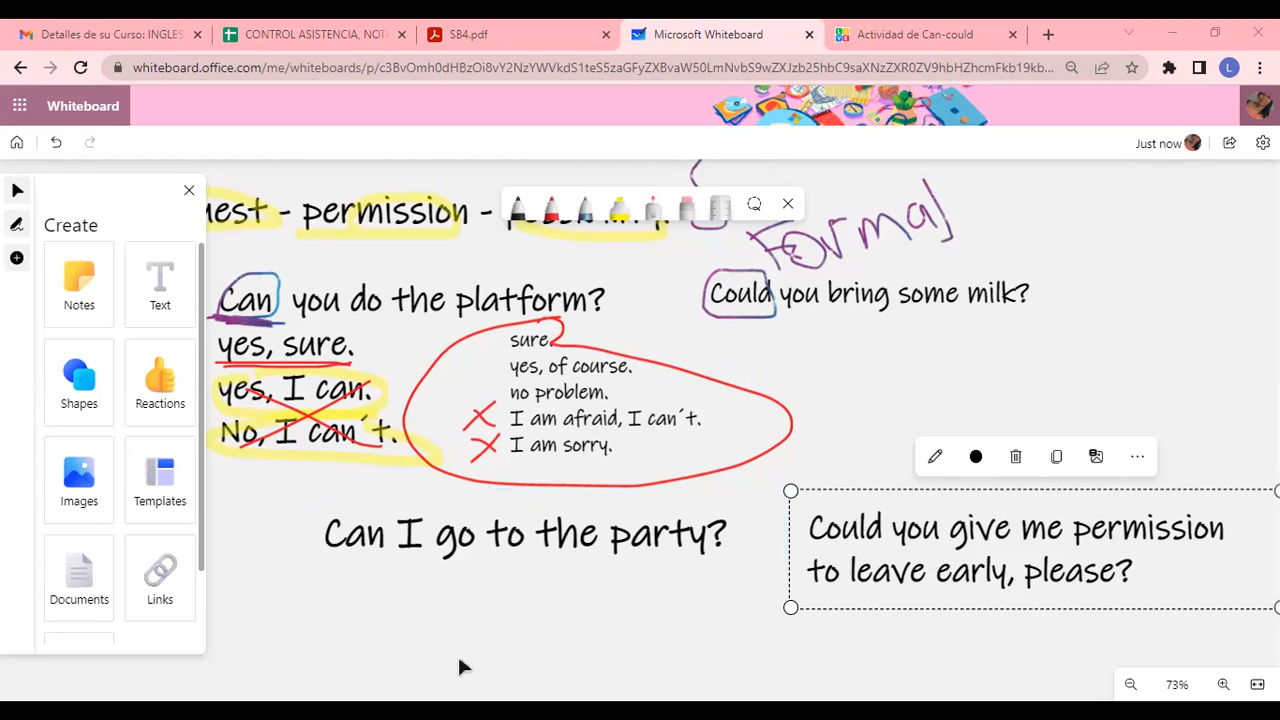 Detalles de su Curso: INGLES
CONTROL ASISTENCIA, NOT
SB4.pdf
Microsoft Whiteboard
Actividad de Can-could
Whiteboard
Just now
L
Create
Notes
Text
Shapes
Reactions
Images
Templates
Documents
Links
uest - permission -
Formal
Can you do the platform?
Could you bring some milk?
yes, sure.
yes, I can.
No, I can´t.
sure.
yes, of course.
no problem.
I am afraid, I can´t.
I am sorry.
Can I go to the party?
Could you give me permission
to leave early, please?
73%